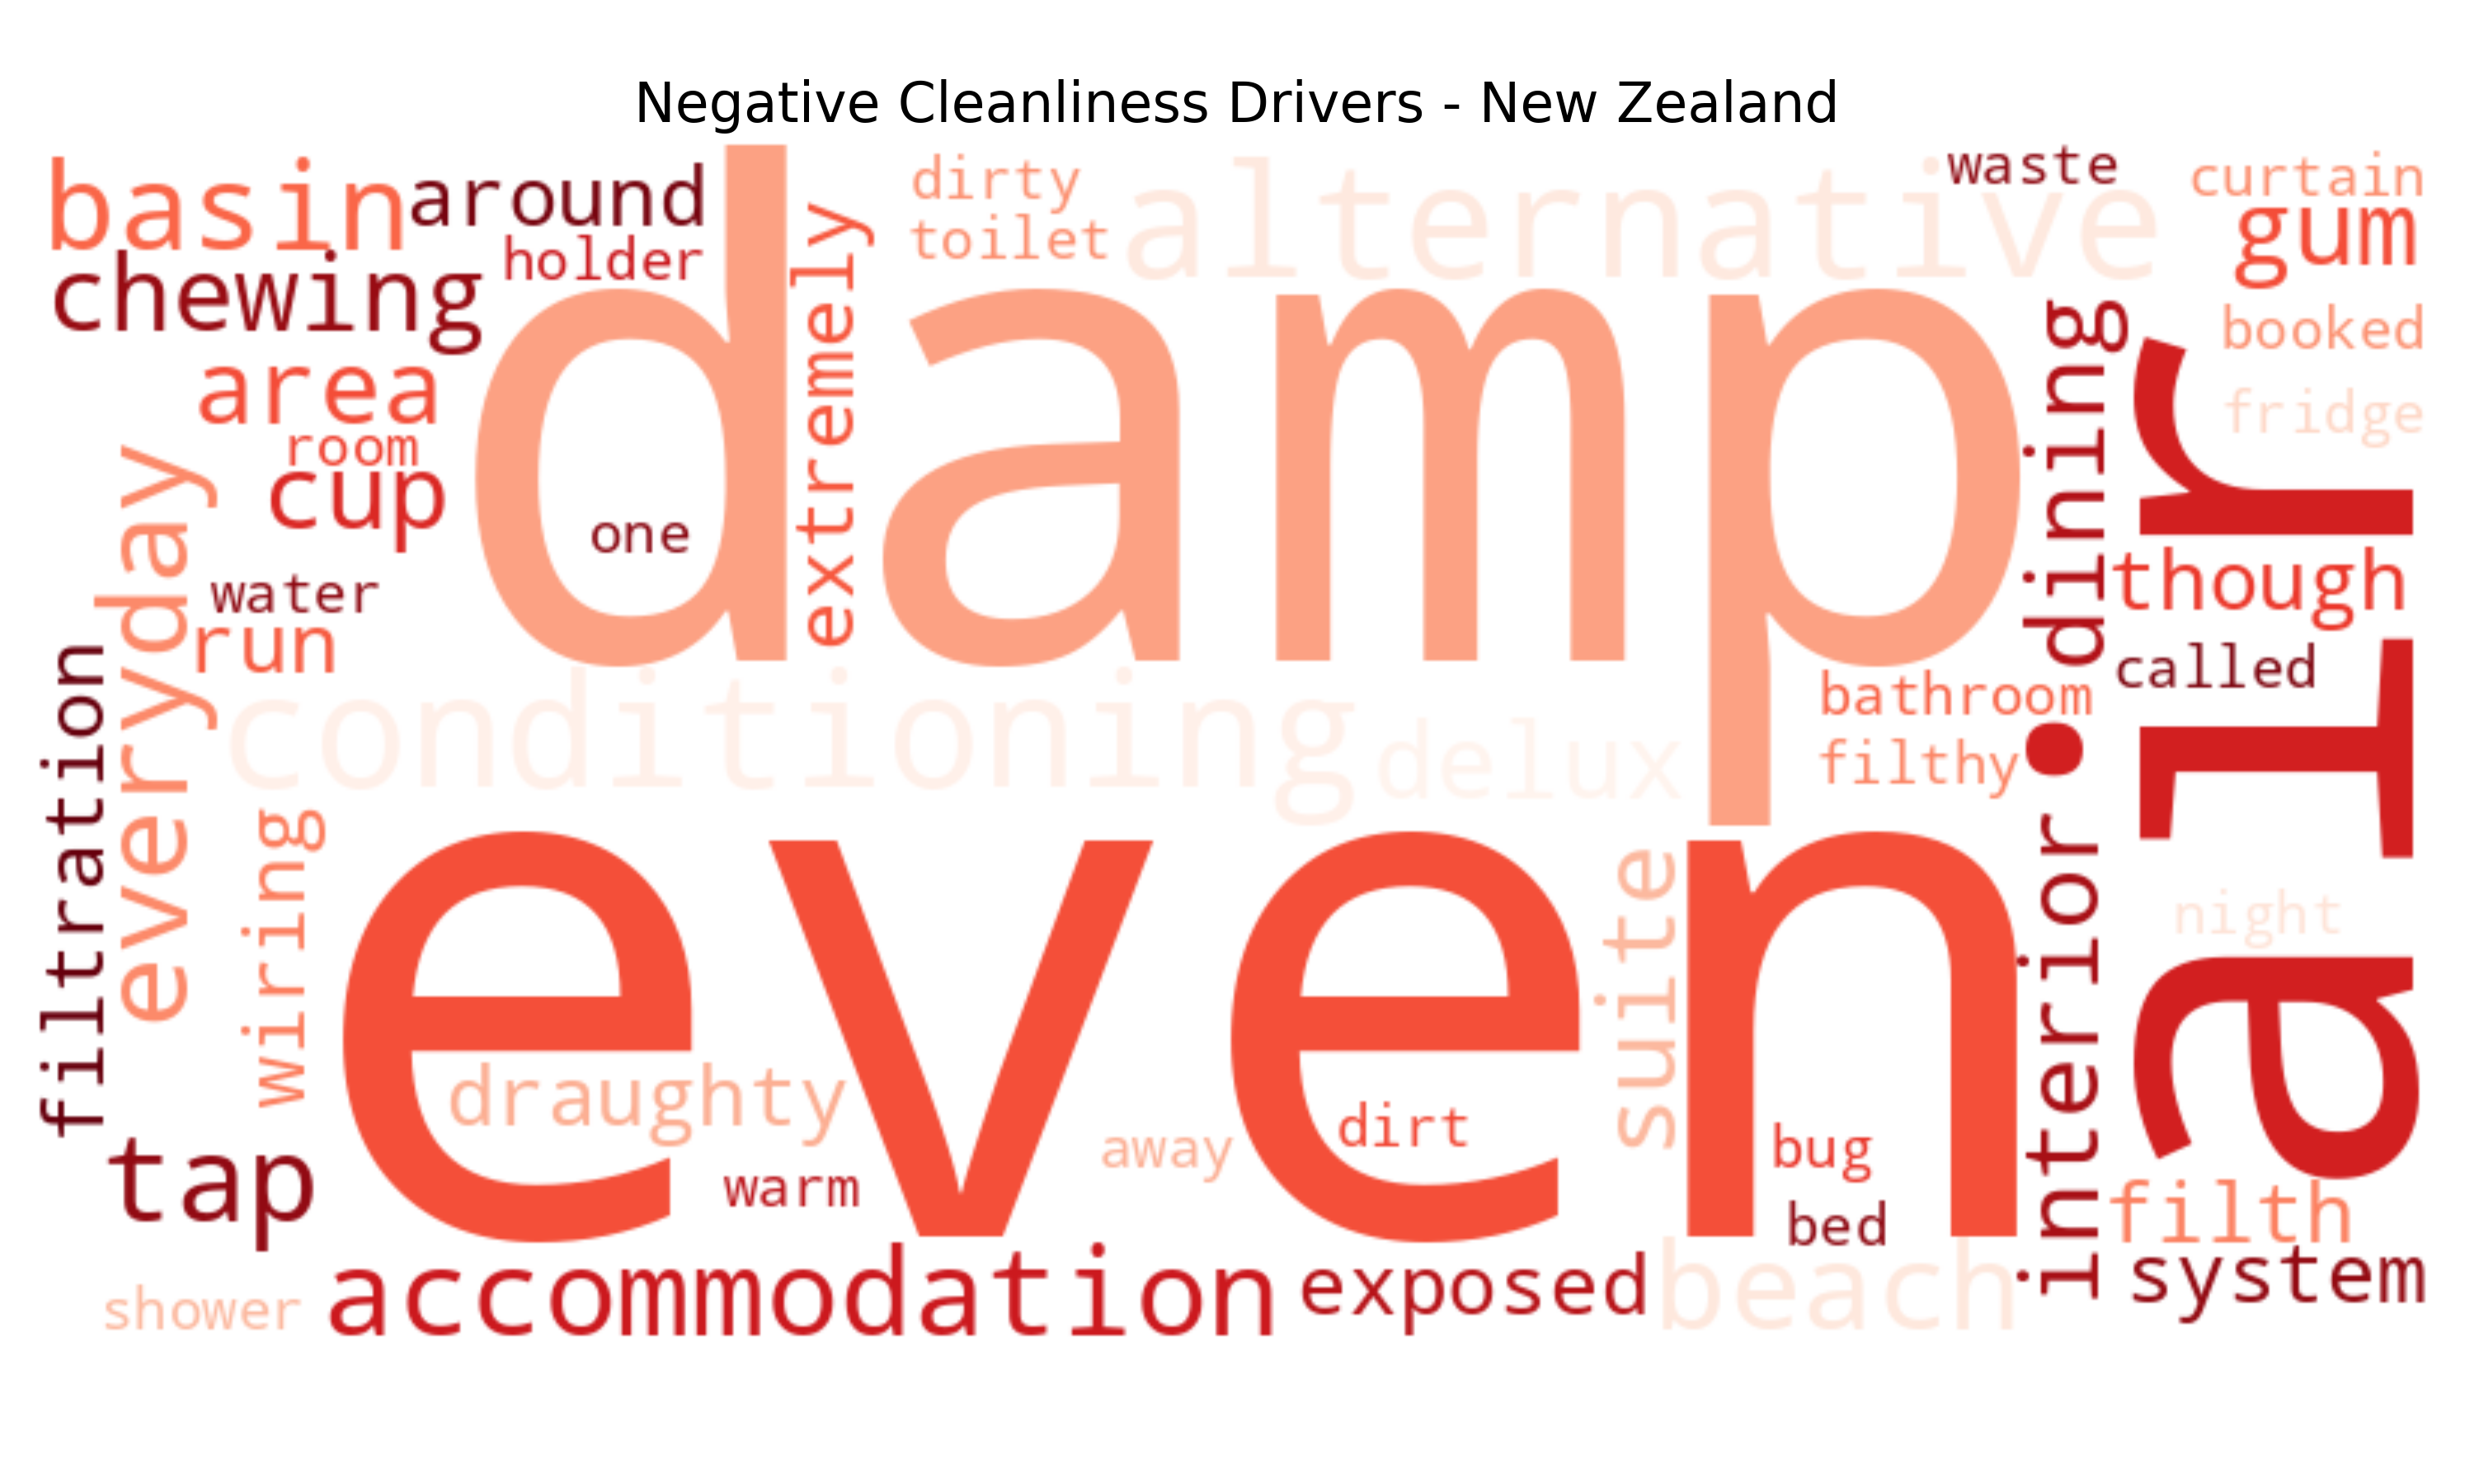 Negative Cleanliness Drivers - New Zealand
basin
around
dirty
alternative
waste
curtain
chewing
holder
extremely
toilet
gum
damp
dining
booked
area
fridge
room
cup
one
air
everyday
water
though
run
called
filtration
conditioning
delux
bathroom
filthy
wiring
even
suite
interior
night
draughty
away
dirt
bug
tap
warm
bed
filth
shower
accommodation
exposed
beach
system